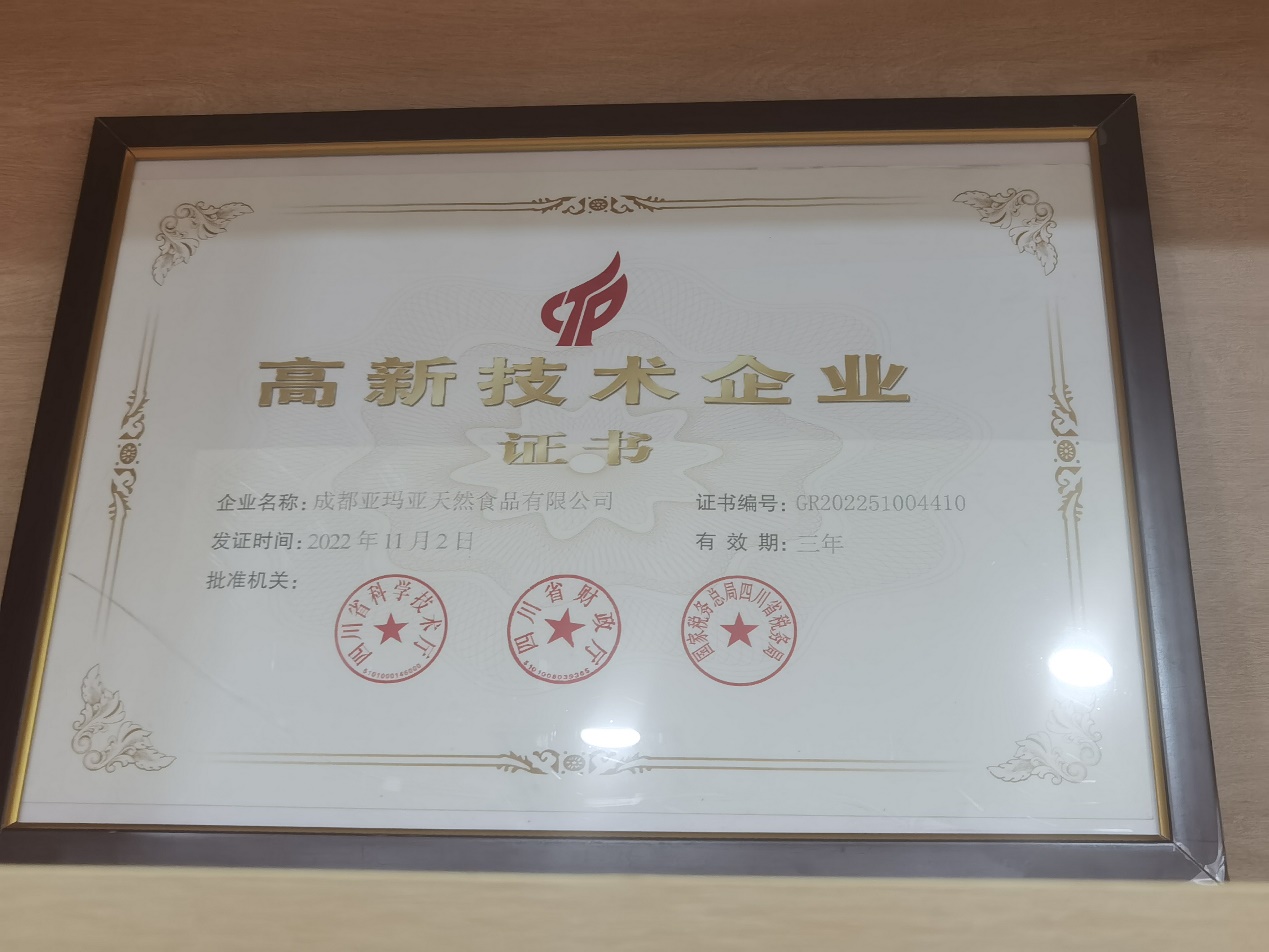 CTP
高新技术企业
证书
企业名称：成都亚玛亚天然食品有限公司
证书编号：GR202251004410
发证时间：2022年11月2日
有效期：三年
批准机关：
四川省科学技术厅
四川省财政厅
国家税务总局四川省税务局